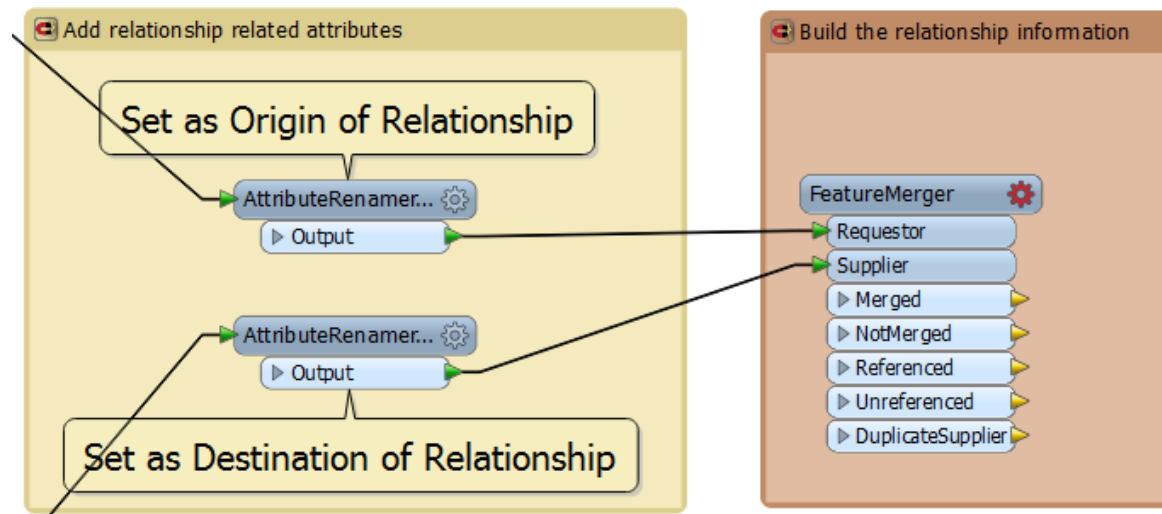 Add relationship related attributes
Set as Origin of Relationship
AttributeRenamer...
Output
AttributeRenamer...
Output
Set as Destination of Relationship
Build the relationship information
FeatureMerger
Requestor
Supplier
Merged
NotMerged
Referenced
Unreferenced
DuplicateSupplier